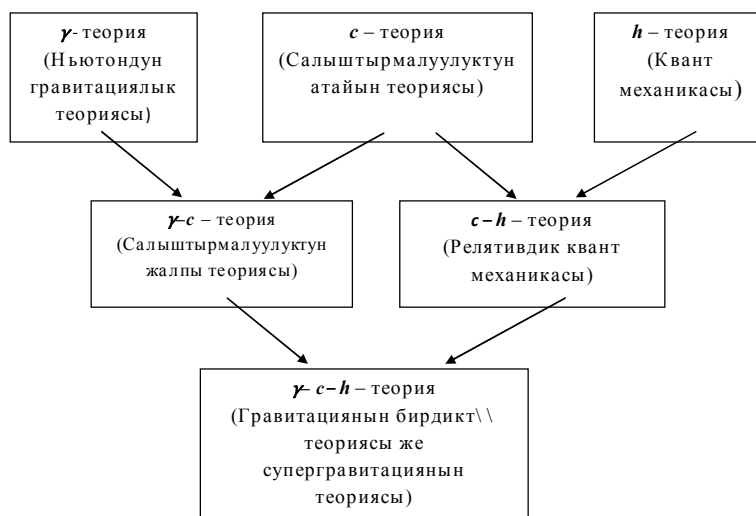 γ- теория
(Ньютондун
гравитациялык
теориясы)
c – теория
(Салыштырмалуулуктун
атайын теориясы)
h – теория
(Квант
механикасы)
γ–c – теория
(Салыштырмалуулуктун
жалпы теориясы)
c–h – теория
(Релятивдик квант
механикасы)
γ– c–h – теория
(Гравитациянын бирдикт\\
теориясы же
супергравитациянын
теориясы)